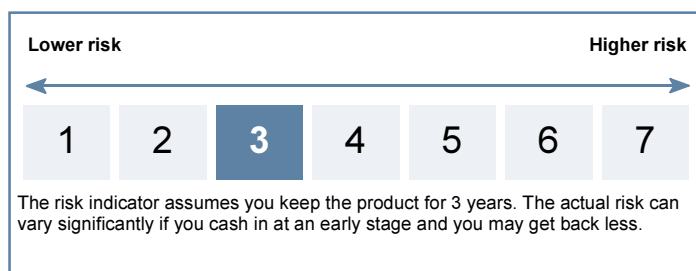 Lower risk Higher risk
1 2 3 4 5 6 7
The risk indicator assumes you keep the product for 3 years. The actual risk can
vary significantly if you cash in at an early stage and you may get back less.